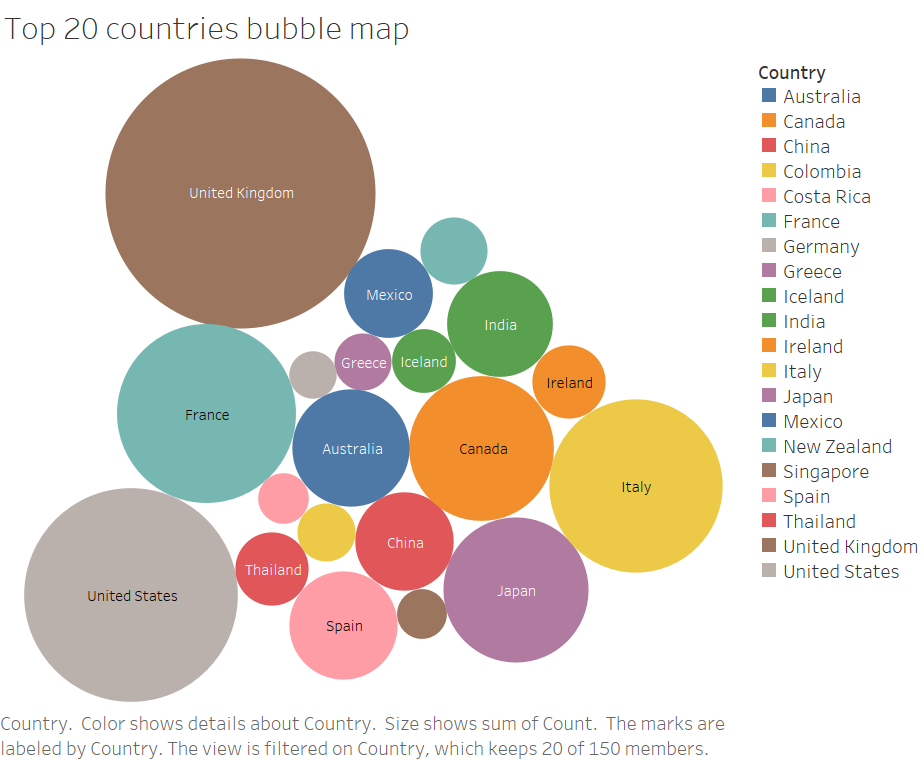 Top 20 countries bubble map
Country
Australia
Canada
China
Colombia
Costa Rica
France
Germany
Greece
Iceland
India
Ireland
Italy
Japan
Mexico
New Zealand
Singapore
Spain
Thailand
United Kingdom
United States
United Kingdom
Mexico
India
Greece
Iceland
Ireland
France
Australia
Canada
Italy
China
Thailand
Japan
United States
Spain
Country.  Color shows details about Country.  Size shows sum of Count.  The marks are
labeled by Country. The view is filtered on Country, which keeps 20 of 150 members.